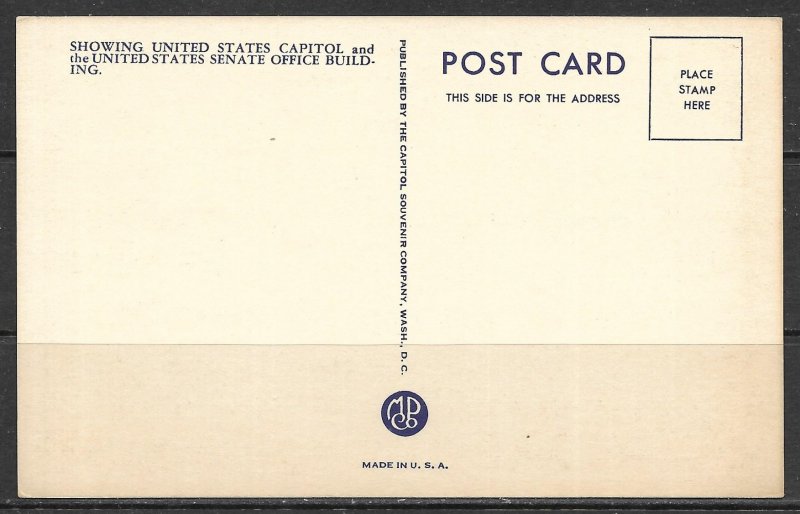 SHOWING UNITED STATES CAPITOL and
the UNITED STATES SENATE OFFICE BUILD-
ING.
PUBLISHED BY THE CAPITOL SOUVENIR COMPANY, WASH., D. C.
POST CARD
THIS SIDE IS FOR THE ADDRESS
PLACE
STAMP
HERE
MPCo
MADE IN U. S. A.